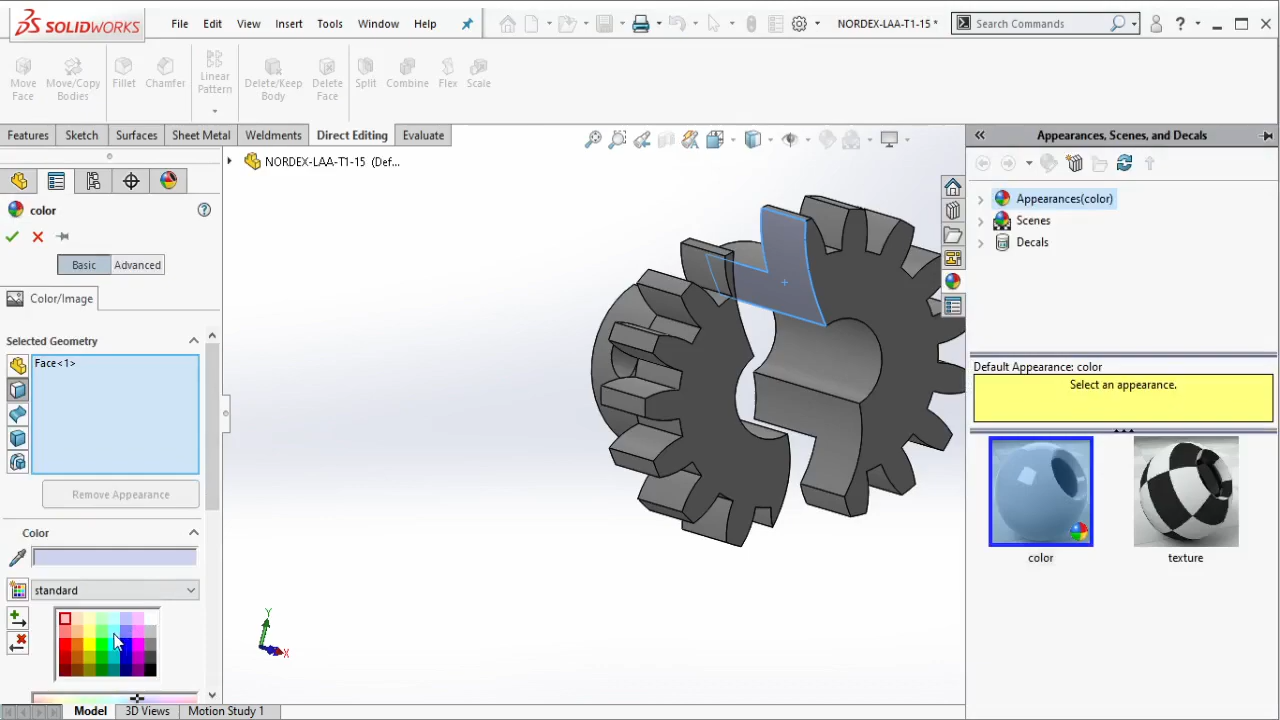 SOLIDWORKS File Edit View Insert Tools Window Help NORDEX-LAA-T1-15 * Search Commands ?
Move Face Move/Copy Bodies Fillet Chamfer Linear Pattern Delete/Keep Body Delete Face Split Combine Flex Scale
Features Sketch Surfaces Sheet Metal Weldments Direct Editing Evaluate
Appearances, Scenes, and Decals
NORDEX-LAA-T1-15 (Def...
color
Basic Advanced
Color/Image
Selected Geometry
Face<1>
Remove Appearance
Color
standard
Appearances(color)
Scenes
Decals
Default Appearance: color
Select an appearance.
color texture
Y
X
Model 3D Views Motion Study 1